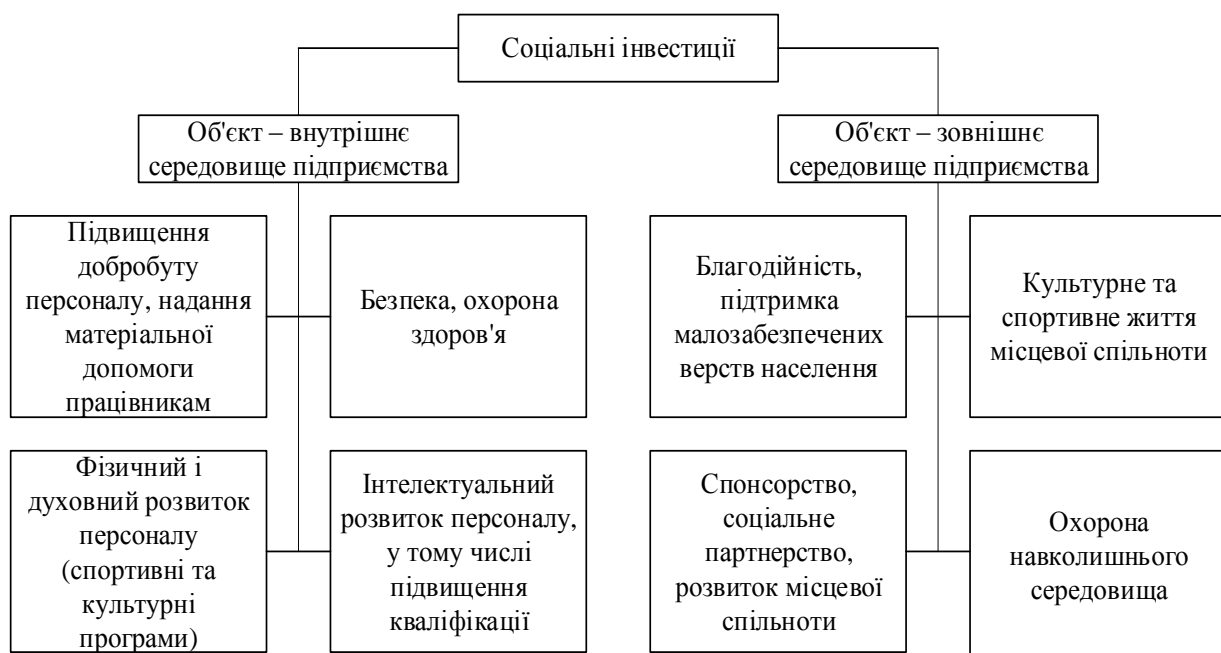 Соціальні інвестиції
Об'єкт – внутрішнє
середовище підприємства
Об'єкт – зовнішнє
середовище підприємства
Підвищення
добробуту
персоналу, надання
матеріальної
допомоги
працівникам
Безпека, охорона
здоров'я
Благодійність,
підтримка
малозабезпечених
верств населення
Культурне та
спортивне життя
місцевої спільноти
Фізичний і
духовний розвиток
персоналу
(спортивні та
культурні
програми)
Інтелектуальний
розвиток персоналу,
у тому числі
підвищення
кваліфікації
Спонсорство,
соціальне
партнерство,
розвиток місцевої
спільноти
Охорона
навколишнього
середовища